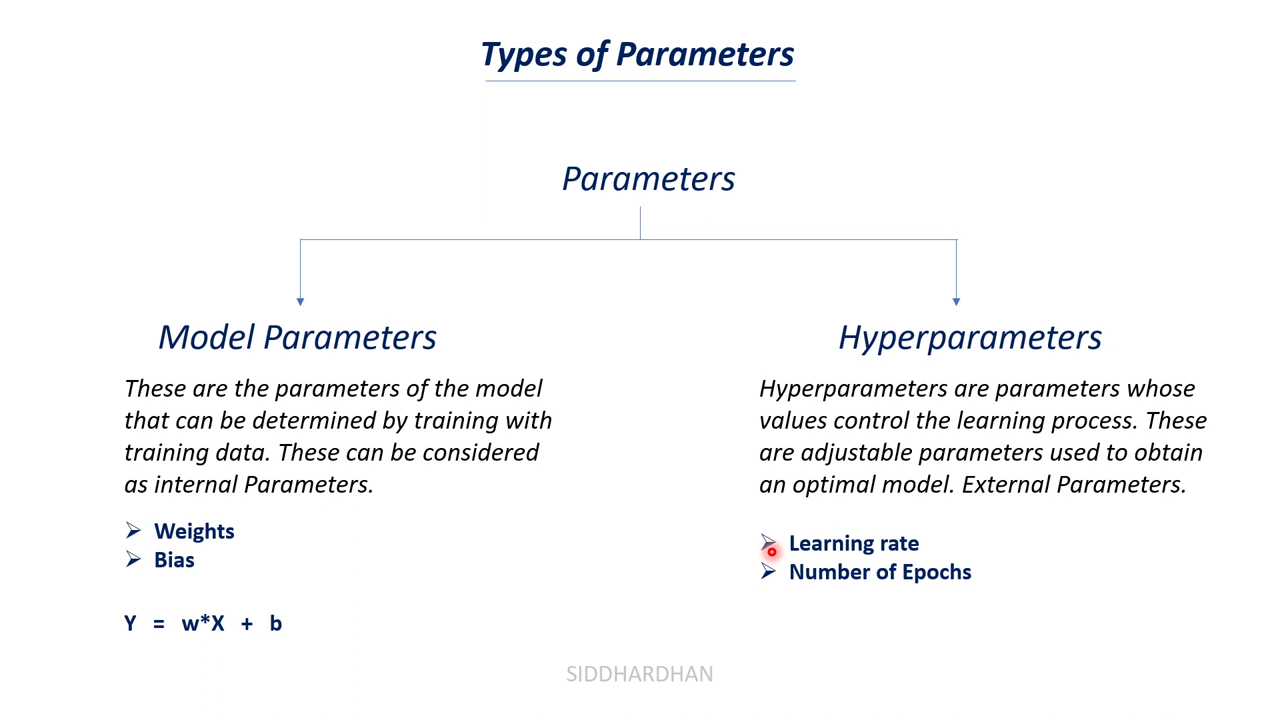 Types of Parameters
Parameters
Model Parameters
These are the parameters of the model
that can be determined by training with
training data. These can be considered
as internal Parameters.
➢ Weights
➢ Bias
Y = w*X + b
Hyperparameters
Hyperparameters are parameters whose
values control the learning process. These
are adjustable parameters used to obtain
an optimal model. External Parameters.
➢ Learning rate
➢ Number of Epochs
SIDDHARDHAN